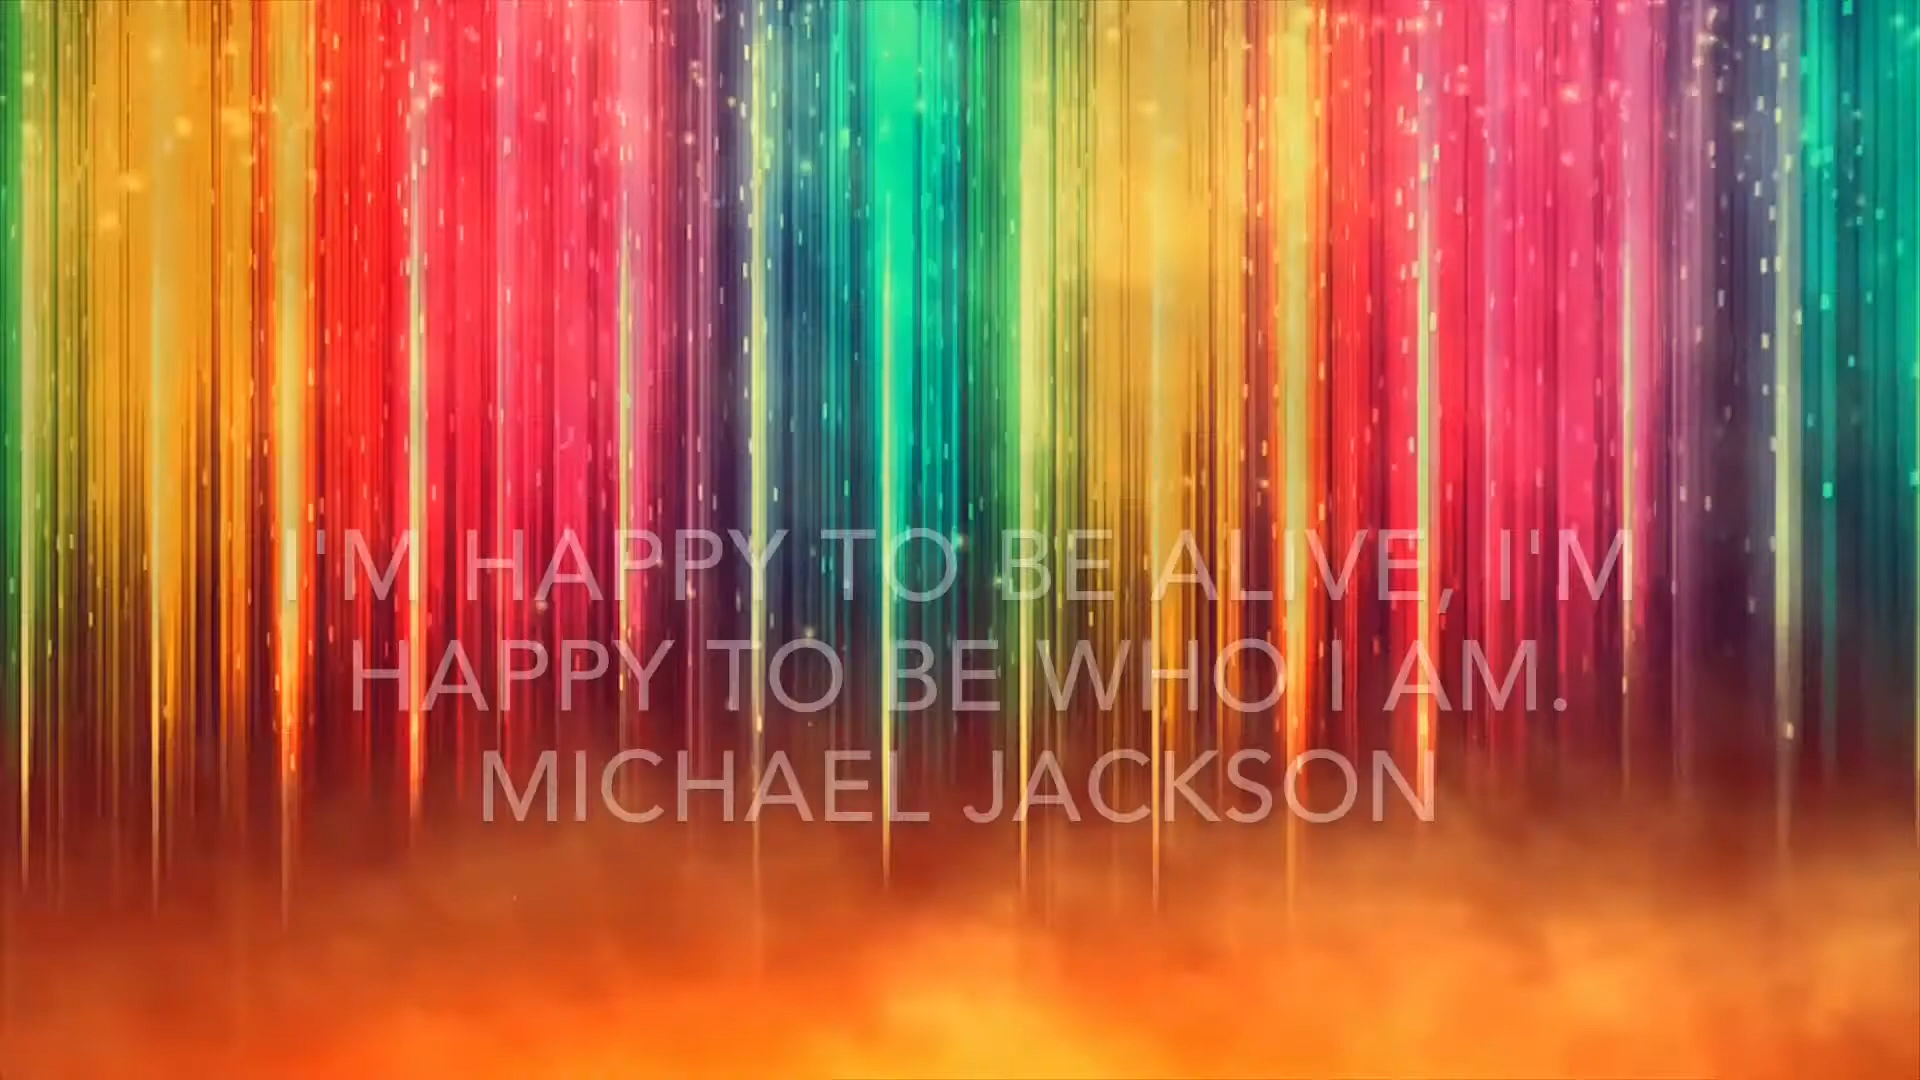 I'M HAPPY TO BE ALIVE, I'M
HAPPY TO BE WHO I AM.
MICHAEL JACKSON